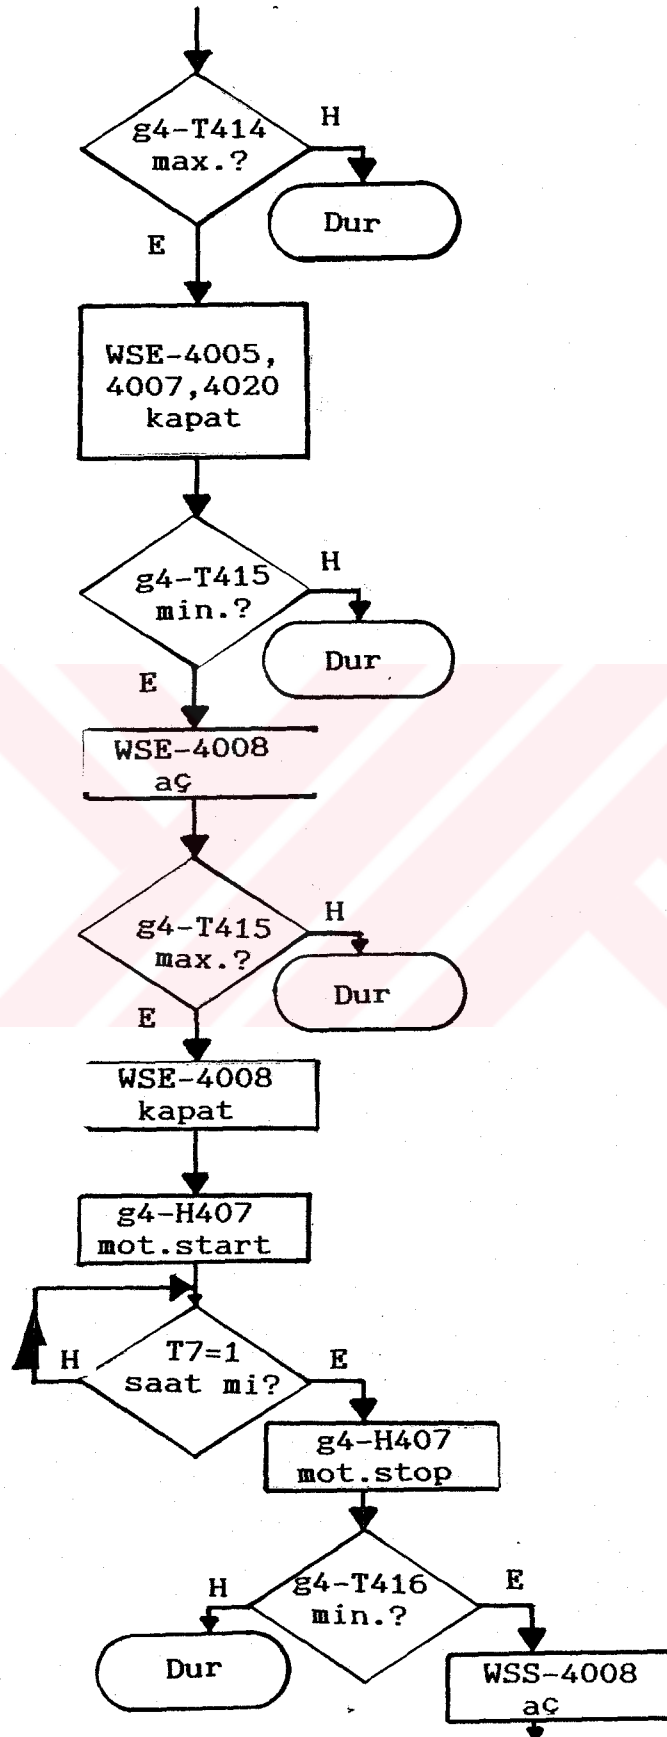 g4-T414
max.?
H
Dur
E
WSE-4005,
4007,4020
kapat
g4-T415
min.?
H
Dur
E
WSE-4008
aç
g4-T415
max.?
H
Dur
E
WSE-4008
kapat
g4-H407
mot.start
T7=1
saat mi?
H
E
g4-H407
mot.stop
g4-T416
min.?
H
E
Dur
WSS-4008
aç